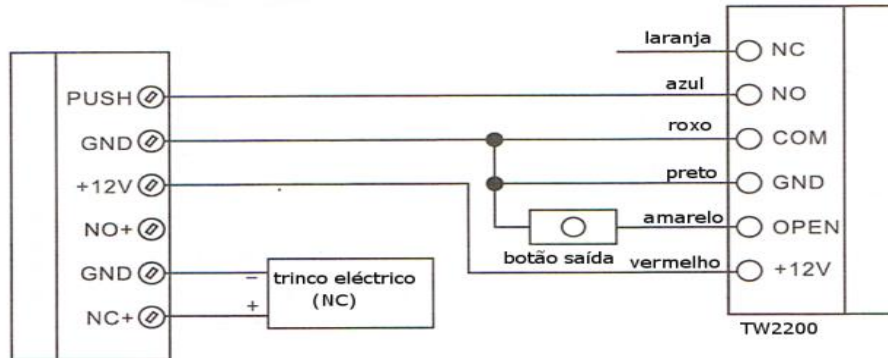 PUSH
GND
+12V
NO+
GND
NC+
− trinco eléctrico
+ (NC)
laranja
azul
roxo
preto
amarelo
botão saída
vermelho
NC
NO
COM
GND
OPEN
+12V
TW2200